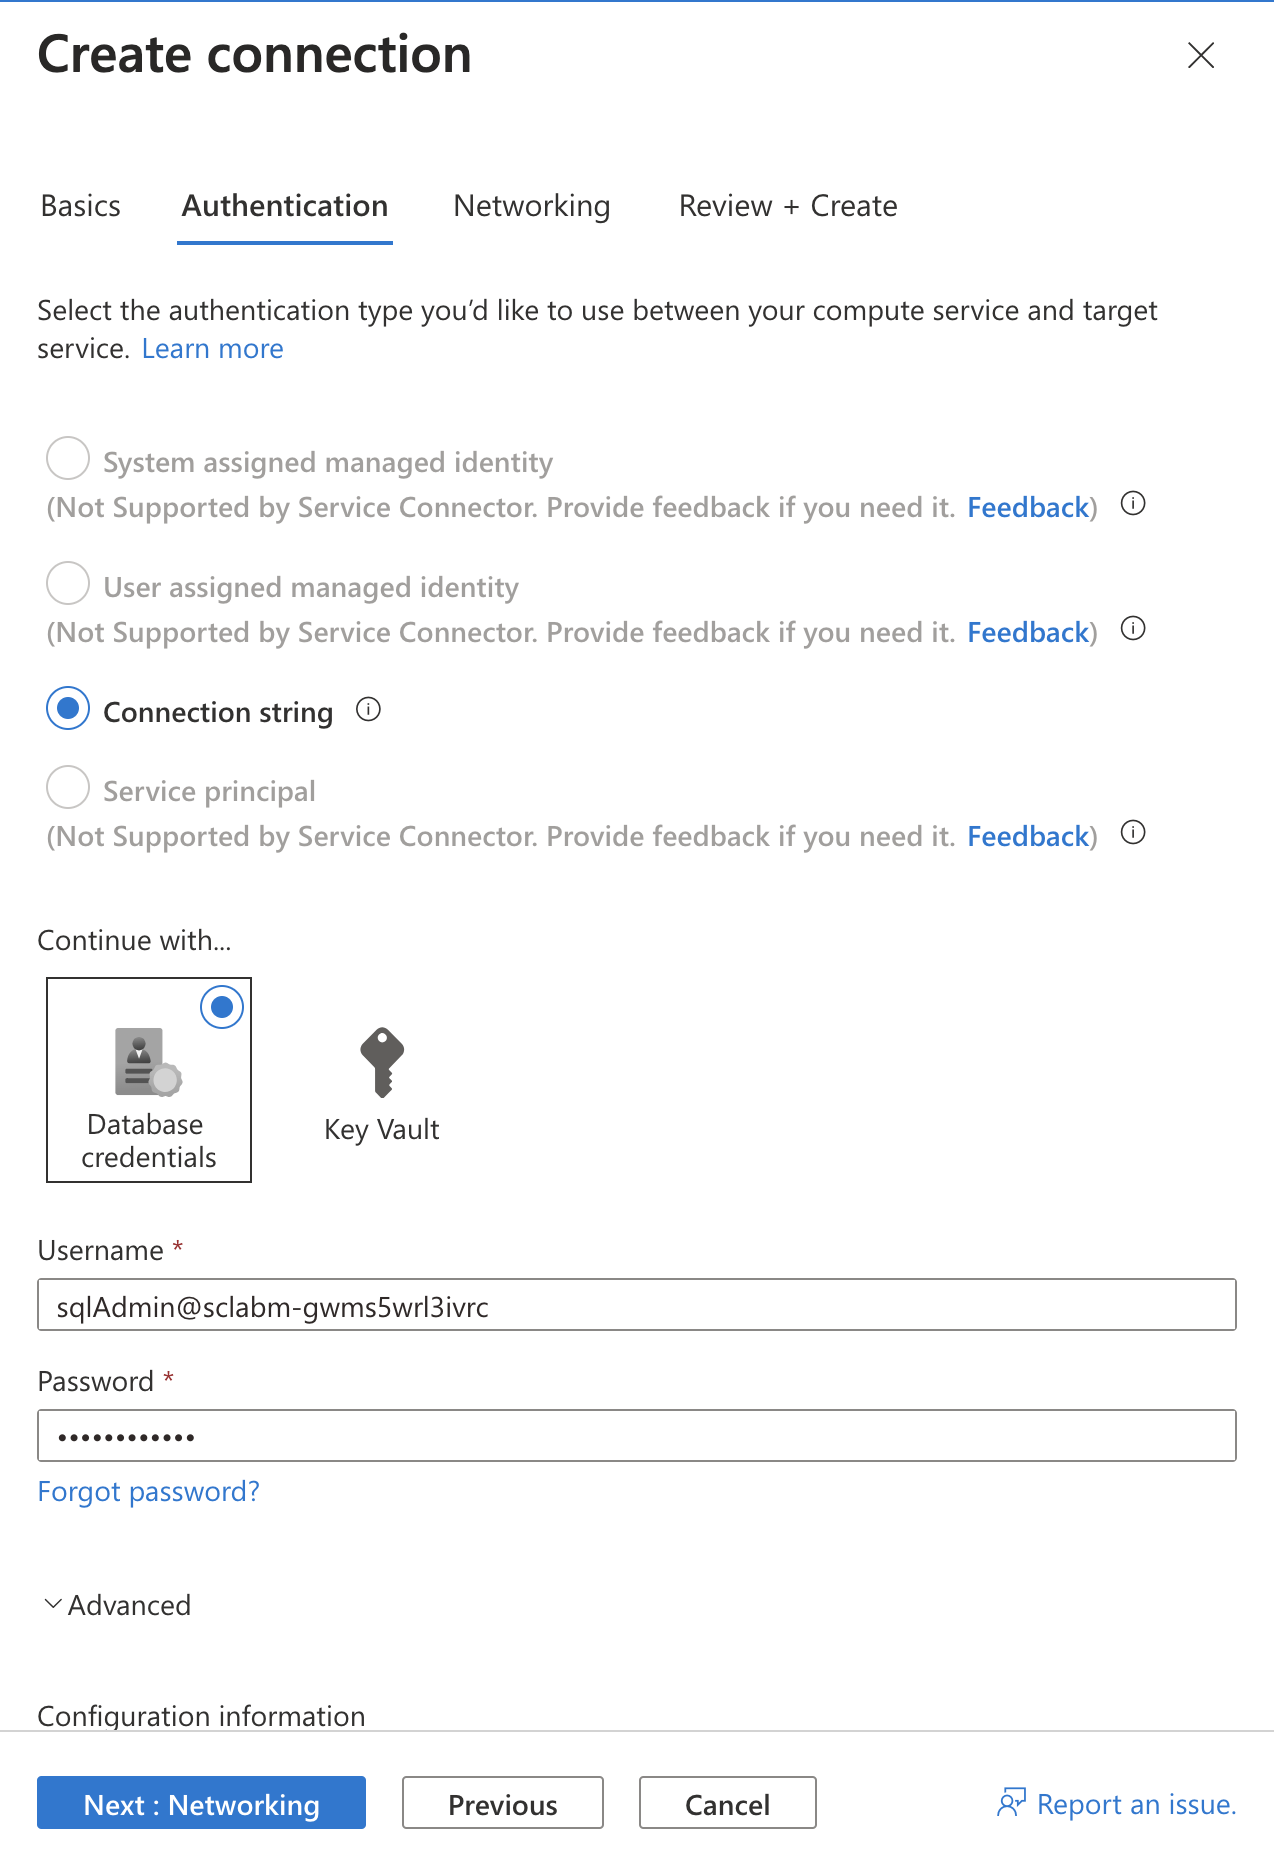 Create connection
Basics Authentication Networking Review + Create
Select the authentication type you’d like to use between your compute service and target
service. Learn more
System assigned managed identity
(Not Supported by Service Connector. Provide feedback if you need it. Feedback)
User assigned managed identity
(Not Supported by Service Connector. Provide feedback if you need it. Feedback)
Connection string
Service principal
(Not Supported by Service Connector. Provide feedback if you need it. Feedback)
Continue with...
Database
credentials
Key Vault
Username *
sqlAdmin@sclabm-gwms5wrl3ivrc
Password *
••••••••••••
Forgot password?
Advanced
Configuration information
Next : Networking Previous Cancel Report an issue.